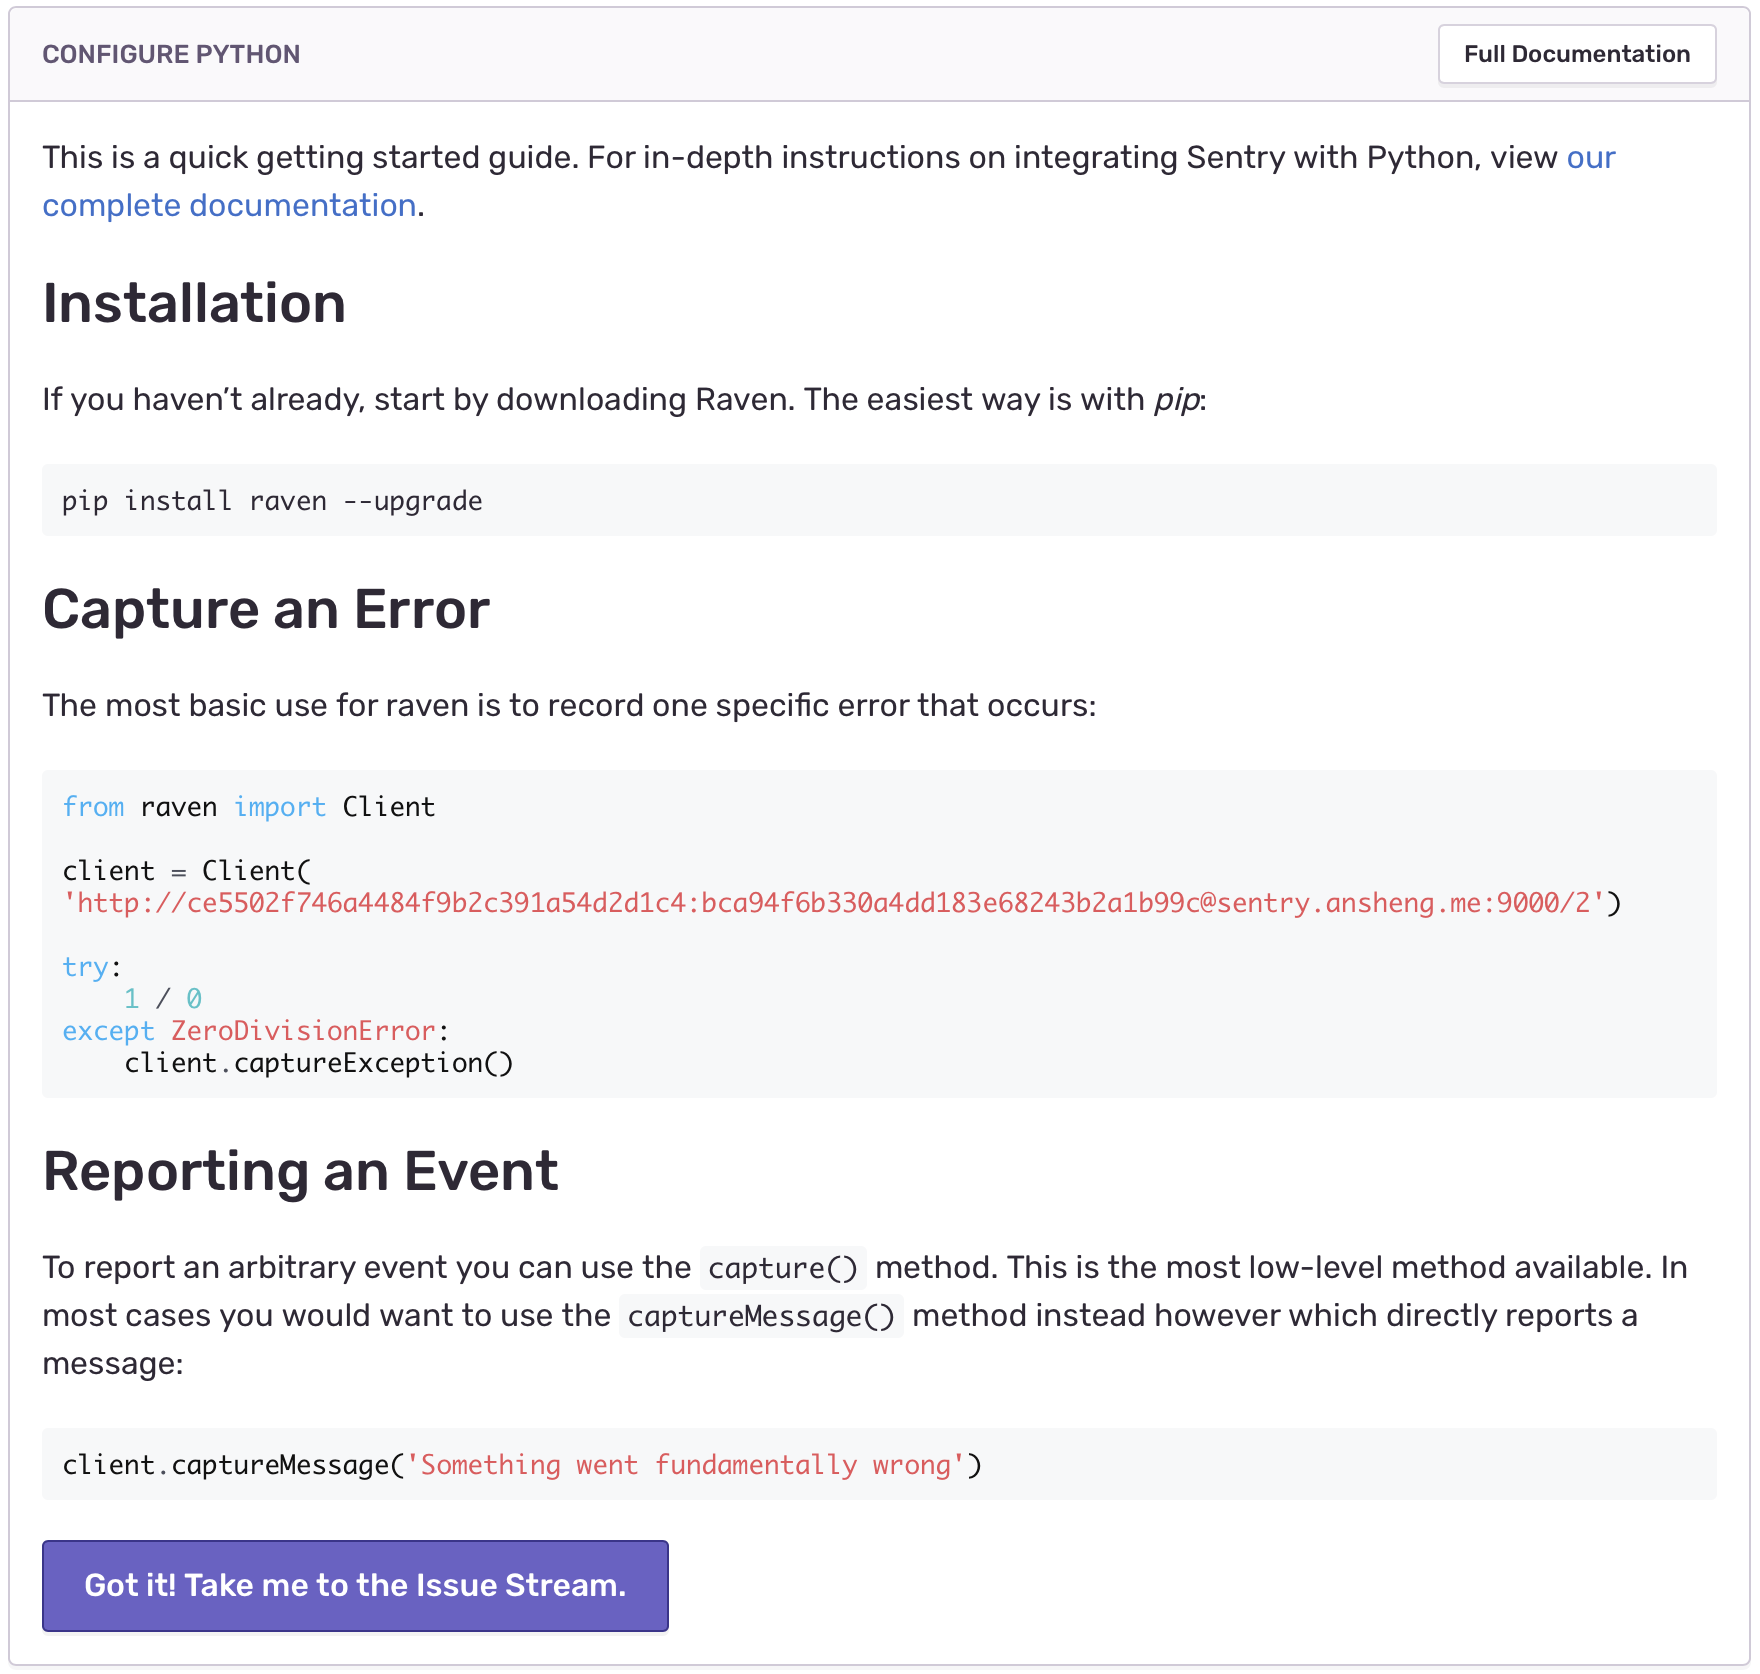 CONFIGURE PYTHON
Full Documentation
This is a quick getting started guide. For in-depth instructions on integrating Sentry with Python, view our
complete documentation.
Installation
If you haven’t already, start by downloading Raven. The easiest way is with pip:
pip install raven --upgrade
Capture an Error
The most basic use for raven is to record one specific error that occurs:
from raven import Client
client = Client(
'http://ce5502f746a4484f9b2c391a54d2d1c4:bca94f6b330a4dd183e68243b2a1b99c@sentry.ansheng.me:9000/2')
try:
    1 / 0
except ZeroDivisionError:
    client.captureException()
Reporting an Event
To report an arbitrary event you can use the capture() method. This is the most low-level method available. In
most cases you would want to use the captureMessage() method instead however which directly reports a
message:
client.captureMessage('Something went fundamentally wrong')
Got it! Take me to the Issue Stream.